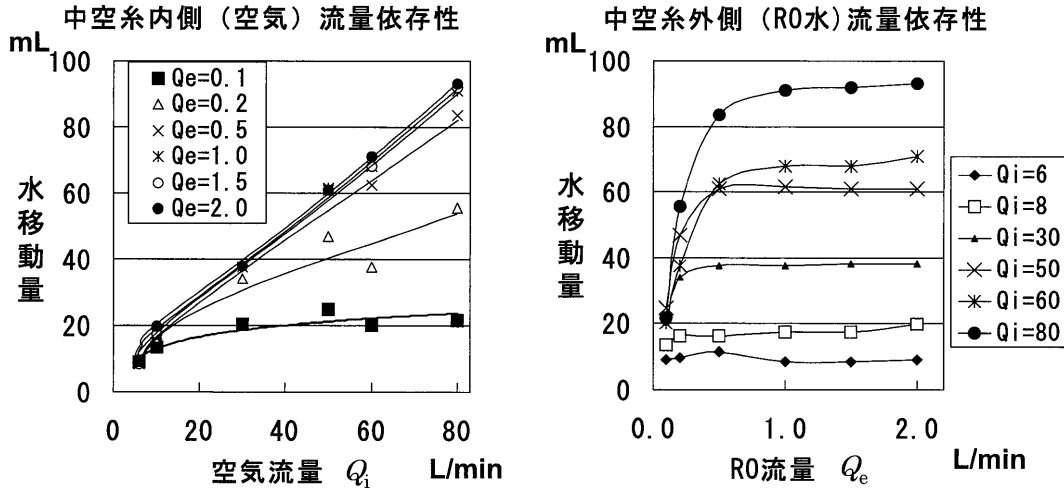 中空糸内側（空気）流量依存性
mL
100
80
60
40
20
0
水移動量
Qe=0.1
Qe=0.2
Qe=0.5
Qe=1.0
Qe=1.5
Qe=2.0
0 20 40 60 80
空気流量 Qi L/min
中空糸外側（RO水）流量依存性
mL
100
80
60
40
20
0
水移動量
Qi=6
Qi=8
Qi=30
Qi=50
Qi=60
Qi=80
0.0 1.0 2.0
RO流量 Qe L/min